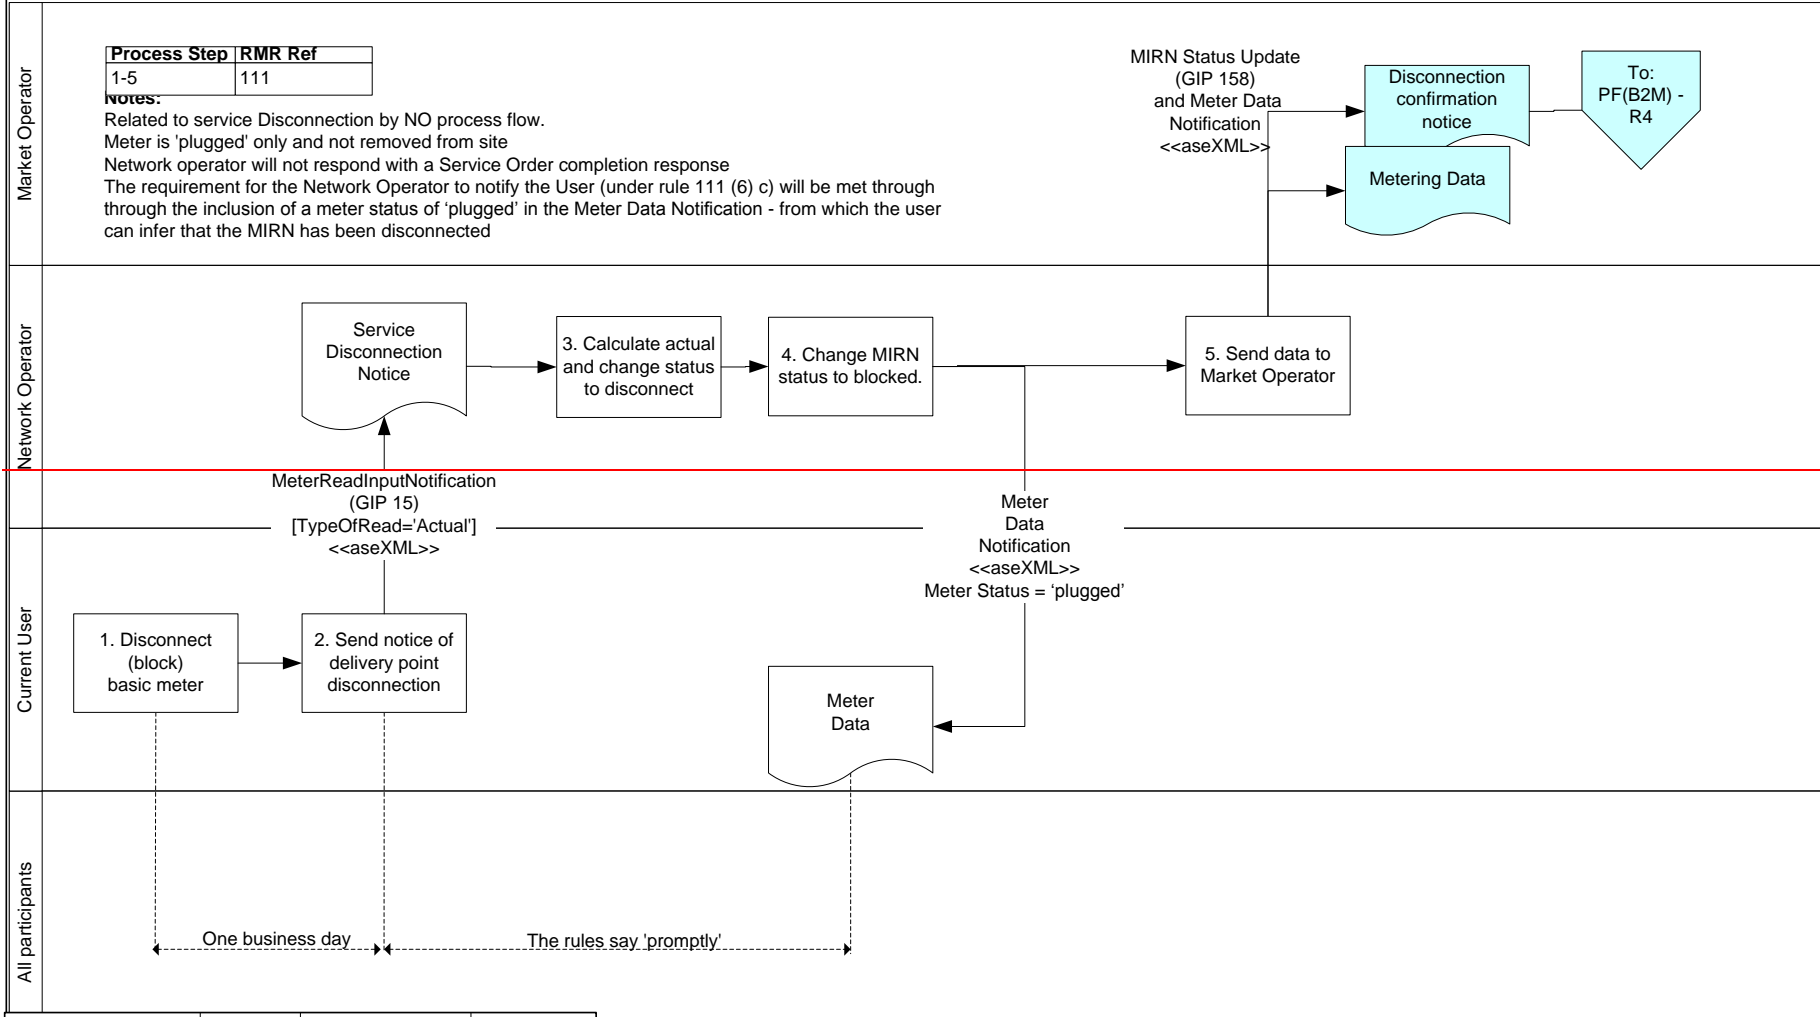 Market Operator
Process Step RMR Ref
1-5 111
Notes:
Related to service Disconnection by NO process flow.
Meter is 'plugged' only and not removed from site
Network operator will not respond with a Service Order completion response
The requirement for the Network Operator to notify the User (under rule 111 (6) c) will be met through
through the inclusion of a meter status of ‘plugged’ in the Meter Data Notification - from which the user
can infer that the MIRN has been disconnected
MIRN Status Update
(GIP 158)
and Meter Data
Notification
<<aseXML>>
Disconnection
confirmation
notice
To:
PF(B2M) -
R4
Metering Data
Network Operator
Service
Disconnection
Notice
3. Calculate actual
and change status
to disconnect
4. Change MIRN
status to blocked.
5. Send data to
Market Operator
MeterReadInputNotification
(GIP 15)
[TypeOfRead='Actual']
<<aseXML>>
Meter
Data
Notification
<<aseXML>>
Meter Status = ‘plugged’
Current User
1. Disconnect
(block)
basic meter
2. Send notice of
delivery point
disconnection
Meter
Data
All participants
One business day
The rules say 'promptly'